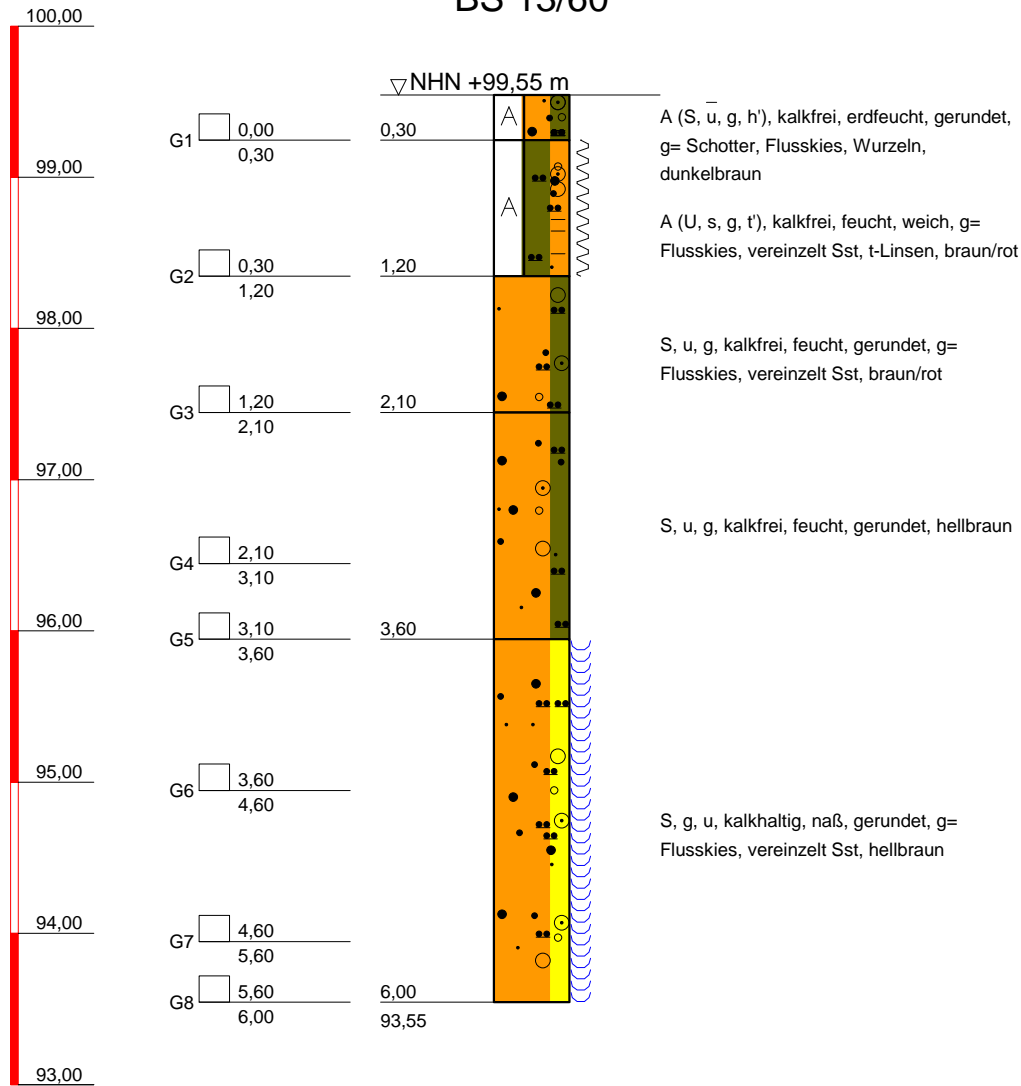 BS 13/60
100,00
NHN +99,55 m
A
A (S, u̅, g, h'), kalkfrei, erdfeucht, gerundet,
g= Schotter, Flusskies, Wurzeln,
dunkelbraun
G1 0,00 0,30
0,30
99,00
A
A (U, s, g, t'), kalkfrei, feucht, weich, g=
Flusskies, vereinzelt Sst, t-Linsen, braun/rot
G2 0,30 1,20
1,20
98,00
S, u, g, kalkfrei, feucht, gerundet, g=
Flusskies, vereinzelt Sst, braun/rot
G3 1,20 2,10
2,10
97,00
S, u, g, kalkfrei, feucht, gerundet, hellbraun
G4 2,10
3,10
96,00
G5 3,10 3,60
3,60
95,00
G6 3,60
4,60
S, g, u, kalkhaltig, naß, gerundet, g=
Flusskies, vereinzelt Sst, hellbraun
94,00
G7 4,60
5,60
G8 5,60 6,00
6,00 93,55
93,00